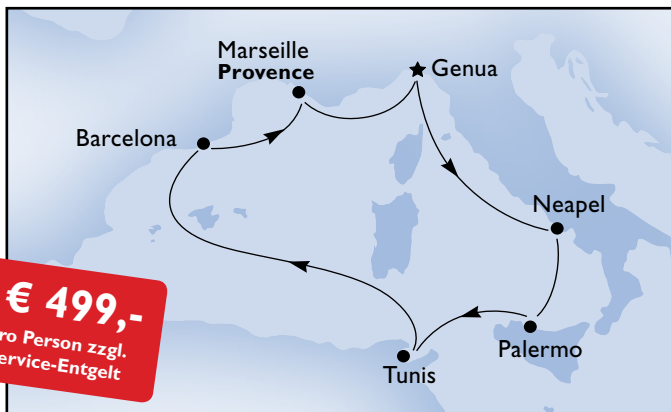 Marseille
Provence
Genua
Barcelona
Neapel
€ 499,-
ro Person zzgl.
ervice-Entgelt
Palermo
Tunis